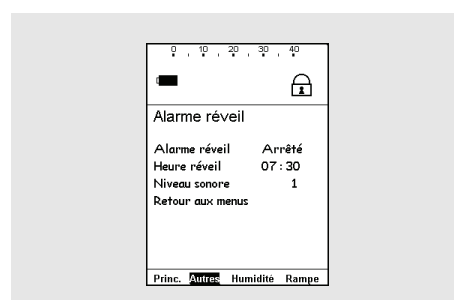 0 10 20 30 40
Alarme réveil
Alarme réveil Arrêté
Heure réveil 07:30
Niveau sonore 1
Retour aux menus
Princ. Autres Humidité Rampe